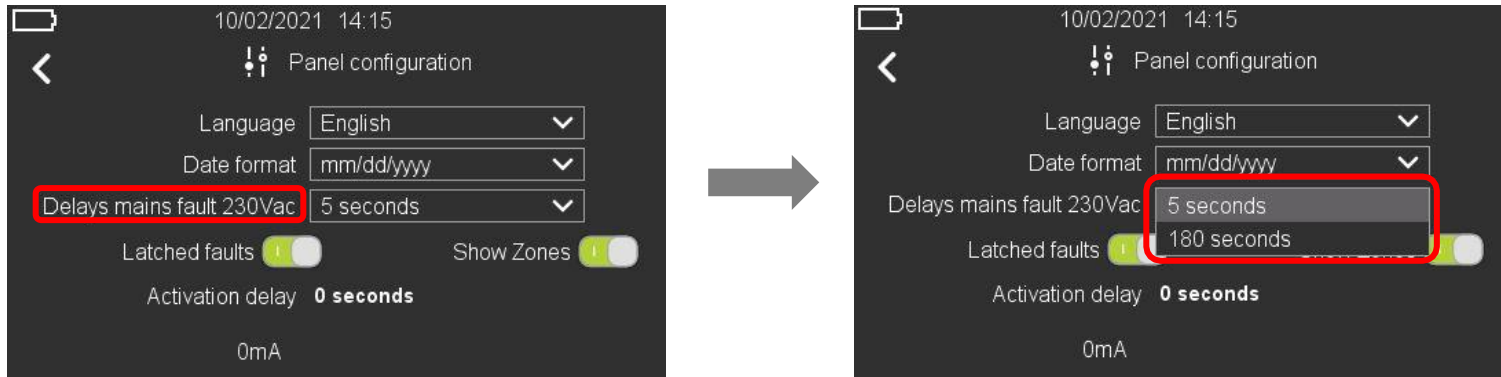 10/02/2021 14:15
Panel configuration
Language English
Date format mm/dd/yyyy
Delays mains fault 230Vac 5 seconds
Latched faults Show Zones
Activation delay 0 seconds
0mA
10/02/2021 14:15
Panel configuration
Language English
Date format mm/dd/yyyy
Delays mains fault 230Vac 5 seconds
180 seconds
Latched faults
Activation delay 0 seconds
0mA